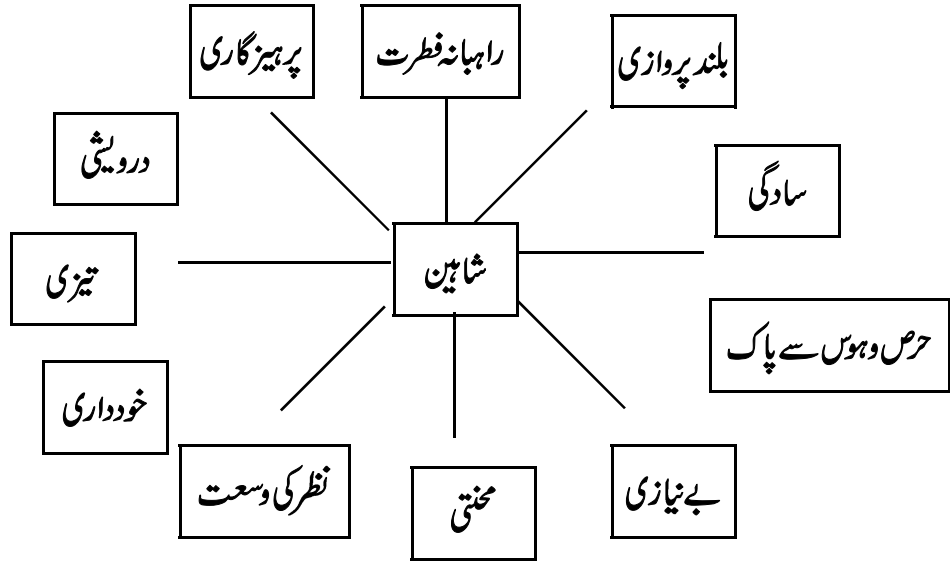 بلند پروازی
راہبانہ فطرت
پرہیزگاری
سادگی
درویشی
شاہین
تیزی
حرص و ہوس سے پاک
خودداری
بے نیازی
محنتی
نظر کی وسعت